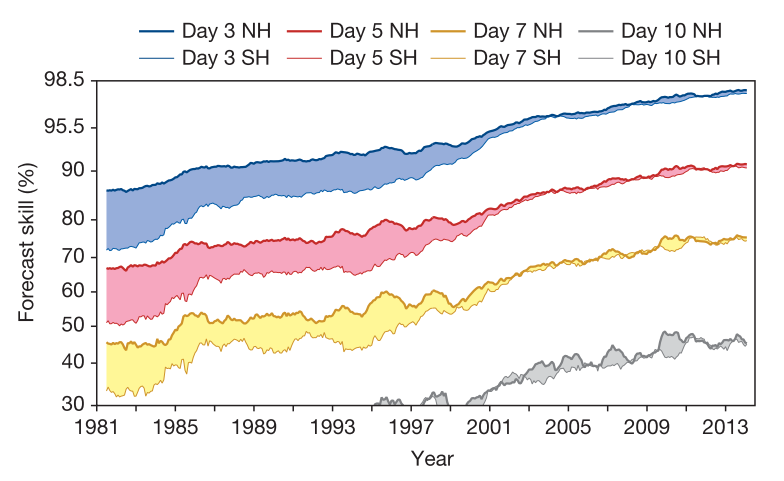 Day 3 NH Day 5 NH Day 7 NH Day 10 NH
Day 3 SH Day 5 SH Day 7 SH Day 10 SH
98.5
95.5
90
80
70
60
50
40
30
Forecast skill (%)
1981 1985 1989 1993 1997 2001 2005 2009 2013
Year